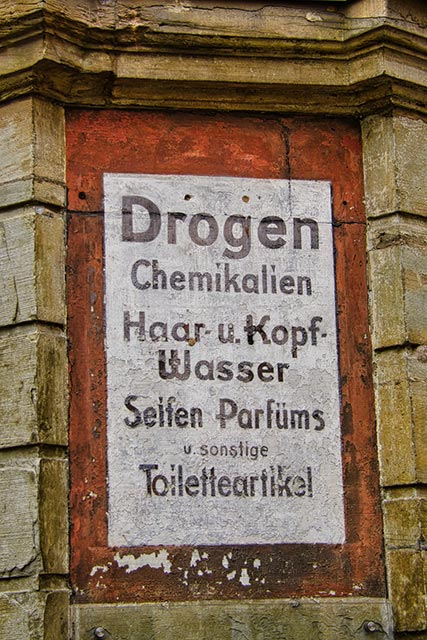 Drogen
Chemikalien
Haar- u. Kopf-
Wasser
Seifen Parfüms
u. sonstige
Toiletteartikel